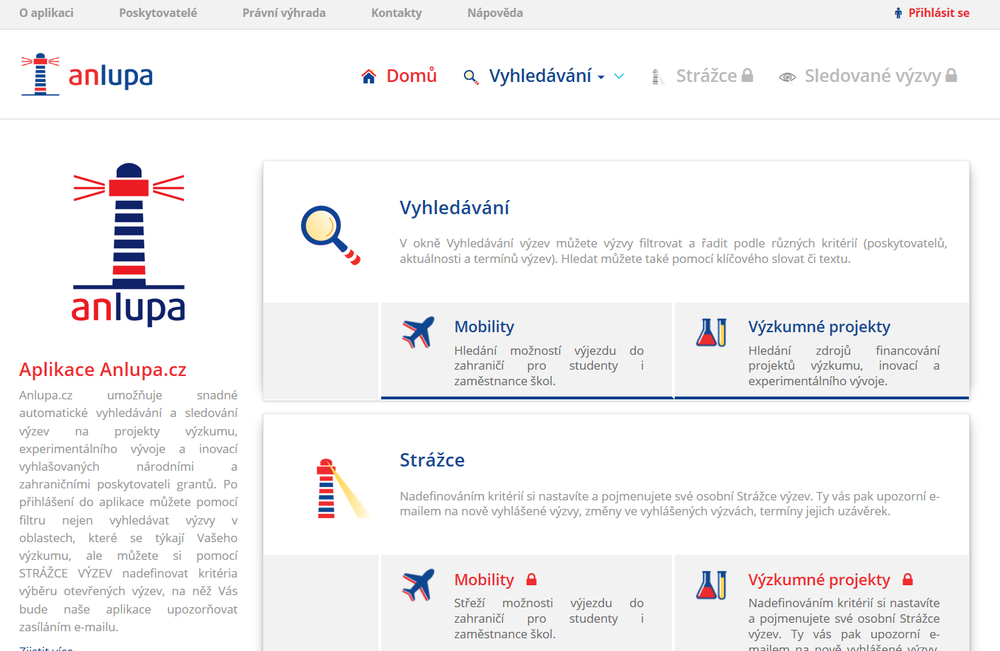 O aplikaci Poskytovatelé Právní výhrada Kontakty Nápověda Přihlásit se
anlupa Domů Vyhledávání Strážce Sledované výzvy
anlupa
Aplikace Anlupa.cz
Anlupa.cz umožňuje snadné
automatické vyhledávání a sledování
výzev na projekty výzkumu,
experimentálního vývoje a inovací
vyhlašovaných národními a
zahraničními poskytovateli grantů. Po
přihlášení do aplikace můžete pomocí
filtru nejen vyhledávat výzvy v
oblastech, které se týkají Vašeho
výzkumu, ale můžete si pomocí
STRÁŽCE VÝZEV nadefinovat kritéria
výběru otevřených výzev, na něž Vás
bude naše aplikace upozorňovat
zasíláním e-mailu.
Zjistit více
Vyhledávání
V okně Vyhledávání výzev můžete výzvy filtrovat a řadit podle různých kritérií (poskytovatelů,
aktuálnosti a termínů výzev). Hledat můžete také pomocí klíčového slovat či textu.
Mobility
Hledání možností výjezdu do
zahraničí pro studenty i
zaměstnance škol.
Výzkumné projekty
Hledání zdrojů financování
projektů výzkumu, inovací a
experimentálního vývoje.
Strážce
Nadefinováním kritérií si nastavíte a pojmenujete své osobní Strážce výzev. Ty vás pak upozorní e-
mailem na nově vyhlášené výzvy, změny ve vyhlášených výzvách, termíny jejich uzávěrek.
Mobility
Střeží možnosti výjezdu do
zahraničí pro studenty i
zaměstnance škol.
Výzkumné projekty
Nadefinováním kritérií si nastavíte
a pojmenujete své osobní Strážce
výzev. Ty vás pak upozorní e-
mailem na nově vyhlášené výzvy,